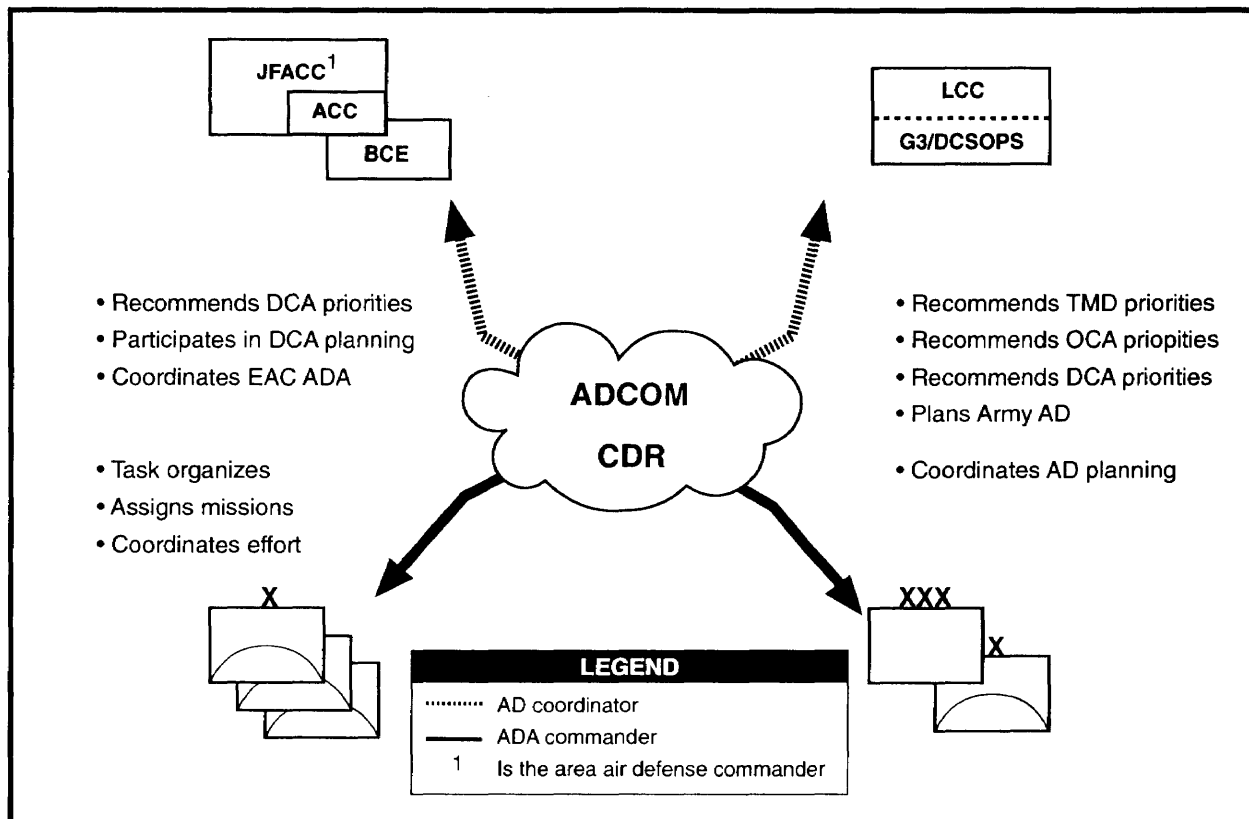 JFACC1
ACC
BCE
LCC
G3/DCSOPS
• Recommends DCA priorities
• Participates in DCA planning
• Coordinates EAC ADA
• Recommends TMD priorities
• Recommends OCA priopities
• Recommends DCA priorities
• Plans Army AD
ADCOM
CDR
• Task organizes
• Assigns missions
• Coordinates effort
• Coordinates AD planning
X
XXX
X
LEGEND
AD coordinator
ADA commander
1 Is the area air defense commander